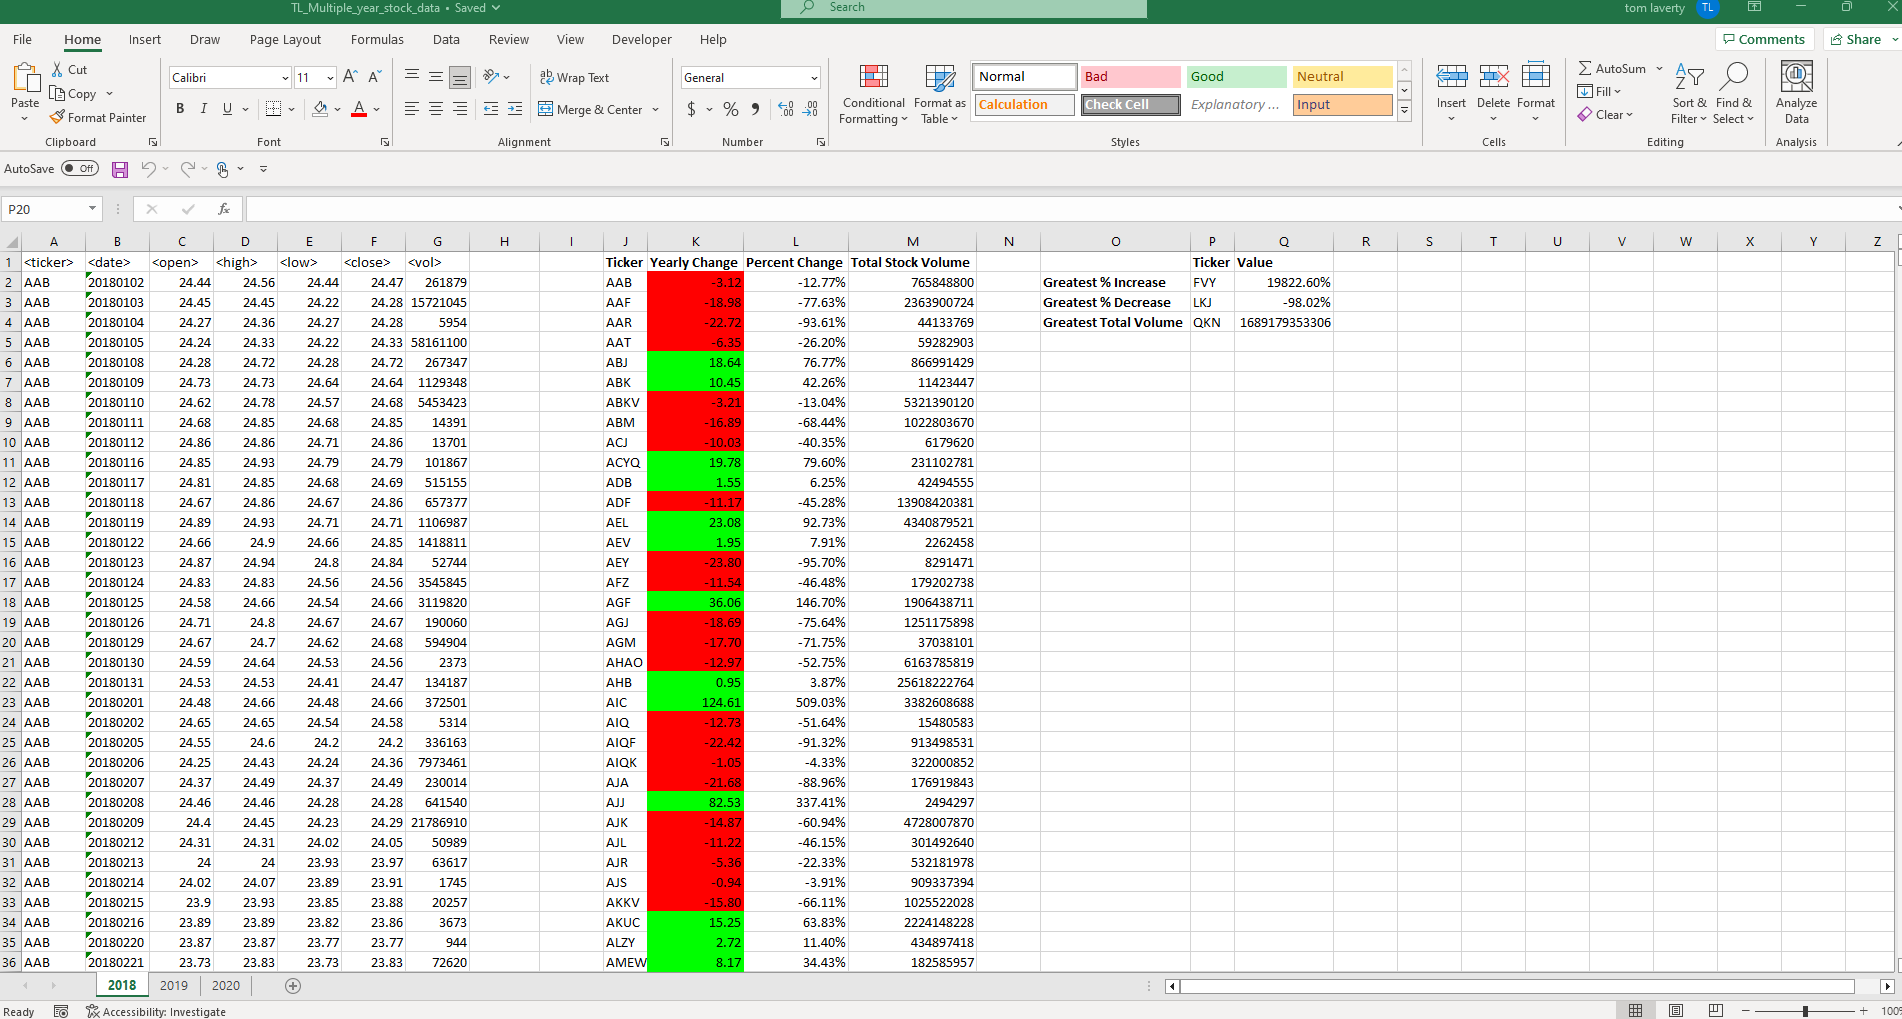 TL_Multiple_year_stock_data • Saved
Search
tom laverty TL
File Home Insert Draw Page Layout Formulas Data Review View Developer Help Comments Share
Paste Cut Copy Format Painter Clipboard
Calibri 11 A A B I U A Font
ab Wrap Text Merge & Center Alignment
General $ % Number
Conditional Formatting Format as Table
Normal Bad Good Neutral
Calculation Check Cell Explanatory ... Input
Styles
Insert Delete Format Cells
AutoSum Fill Clear Sort & Filter Find & Select Editing
Analyze Data Analysis
AutoSave Off
P20 fx
A B C D E F G H I J K L M N O P Q R S T U V W X Y Z
1 <ticker> <date> <open> <high> <low> <close> <vol> Ticker Yearly Change Percent Change Total Stock Volume Ticker Value
2 AAB 20180102 24.44 24.56 24.44 24.47 261879 AAB -3.12 -12.77% 765848800 Greatest % Increase FVY 19822.60%
3 AAB 20180103 24.45 24.45 24.22 24.28 15721045 AAF -18.98 -77.63% 2363900724 Greatest % Decrease LKJ -98.02%
4 AAB 20180104 24.27 24.36 24.27 24.28 5954 AAR -22.72 -93.61% 44133769 Greatest Total Volume QKN 1689179353306
5 AAB 20180105 24.24 24.33 24.22 24.33 58161100 AAT -6.35 -26.20% 59282903
6 AAB 20180108 24.28 24.72 24.28 24.72 267347 ABJ 18.64 76.77% 866991429
7 AAB 20180109 24.73 24.73 24.64 24.64 1129348 ABK 10.45 42.26% 11423447
8 AAB 20180110 24.62 24.78 24.57 24.68 5453423 ABKV -3.21 -13.04% 5321390120
9 AAB 20180111 24.68 24.85 24.68 24.85 14391 ABM -16.89 -68.44% 1022803670
10 AAB 20180112 24.86 24.86 24.71 24.86 13701 ACJ -10.03 -40.35% 6179620
11 AAB 20180116 24.85 24.93 24.79 24.79 101867 ACYQ 19.78 79.60% 231102781
12 AAB 20180117 24.81 24.85 24.68 24.69 515155 ADB 1.55 6.25% 42494555
13 AAB 20180118 24.67 24.86 24.67 24.86 657377 ADF -11.17 -45.28% 13908420381
14 AAB 20180119 24.89 24.93 24.71 24.71 1106987 AEL 23.08 92.73% 4340879521
15 AAB 20180122 24.66 24.9 24.66 24.85 1418811 AEV 1.95 7.91% 2262458
16 AAB 20180123 24.87 24.94 24.8 24.84 52744 AEY -23.80 -95.70% 8291471
17 AAB 20180124 24.83 24.83 24.56 24.56 3545845 AFZ -11.54 -46.48% 179202738
18 AAB 20180125 24.58 24.66 24.54 24.66 3119820 AGF 36.06 146.70% 1906438711
19 AAB 20180126 24.71 24.8 24.62 24.67 190060 AGJ -18.69 -75.64% 1251175898
20 AAB 20180129 24.67 24.7 24.62 24.68 594904 AGM -17.70 -71.75% 37038101
21 AAB 20180130 24.59 24.64 24.53 24.56 2373 AHAO -12.97 -52.75% 6163785819
22 AAB 20180131 24.53 24.53 24.41 24.47 134187 AHB 0.95 3.87% 25618222764
23 AAB 20180201 24.48 24.66 24.48 24.66 372501 AIC 124.61 509.03% 3382608688
24 AAB 20180202 24.65 24.65 24.54 24.58 5314 AIQ -12.73 -51.64% 15480583
25 AAB 20180205 24.55 24.6 24.2 24.2 336163 AIQF -22.42 -91.32% 913498531
26 AAB 20180206 24.25 24.43 24.24 24.36 7973461 AIQK -1.05 -4.33% 322000852
27 AAB 20180207 24.37 24.49 24.37 24.49 230014 AJA -21.68 -88.96% 176919843
28 AAB 20180208 24.46 24.46 24.28 24.28 641540 AJJ 82.53 337.41% 2494297
29 AAB 20180209 24.4 24.45 24.23 24.29 21786910 AJK -14.87 -60.94% 4728007870
30 AAB 20180212 24.31 24.31 24.02 24.05 50989 AJL -11.22 -46.15% 301492640
31 AAB 20180213 24 24 23.93 23.97 63617 AJR -5.36 -22.33% 532181978
32 AAB 20180214 24.02 24.07 23.89 23.91 1745 AJS -0.94 -3.91% 909337394
33 AAB 20180215 23.9 23.93 23.85 23.88 20257 AKKV -15.80 -66.11% 1025522028
34 AAB 20180216 23.89 23.89 23.82 23.86 3673 AKUC 15.25 63.83% 2224148228
35 AAB 20180220 23.87 23.87 23.77 23.77 944 ALZY 2.72 11.40% 434897418
36 AAB 20180221 23.73 23.83 23.73 23.83 72620 AMEW 8.17 34.43% 182585957
2018 2019 2020
Ready Accessibility: Investigate 100%